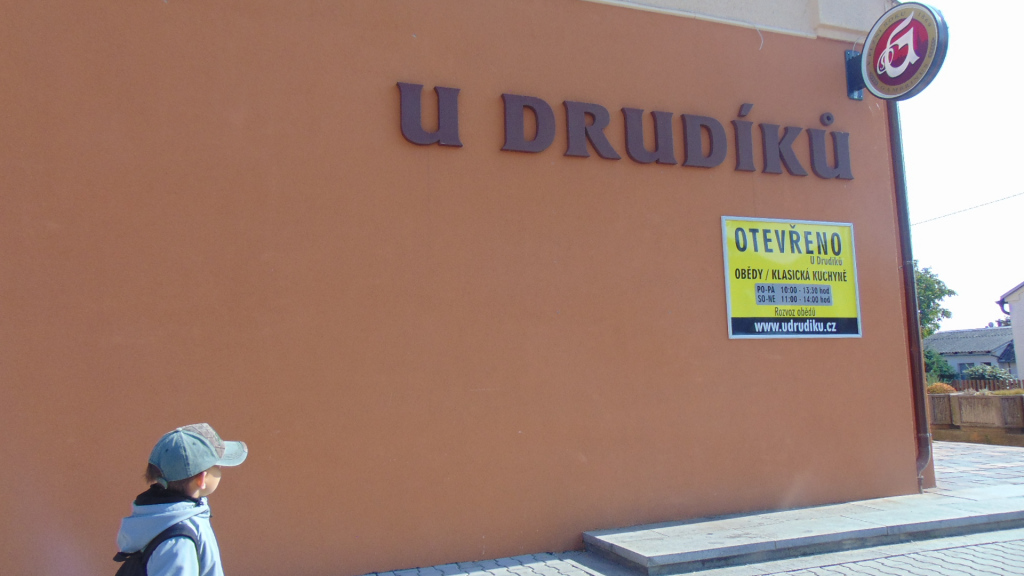 U DRUDÍKŮ
OTEVŘENO
U Drudíků
OBĚDY / KLASICKÁ KUCHYNĚ
PO-PÁ 10:00 - 13:30 hod
SO-NE 11:00 - 14:00 hod
Rozvoz obědů
www.udrudiku.cz